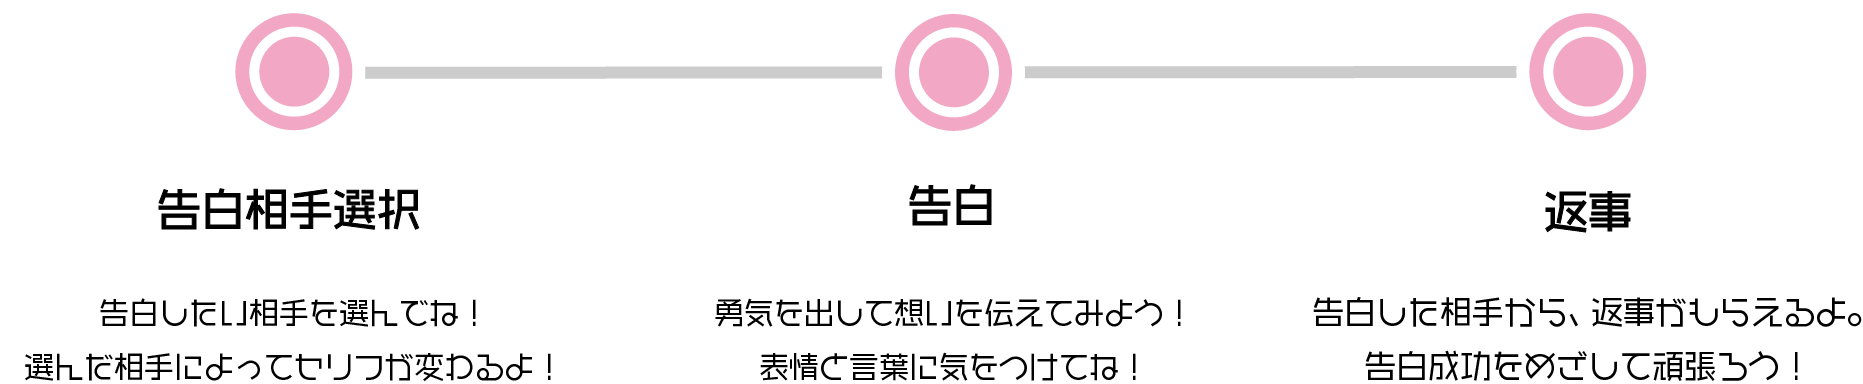 告白相手選択
告白したい相手を選んでね！
選んだ相手によってセリフが変わるよ！
告白
勇気を出して想いを伝えてみよう！
表情と言葉に気をつけてね！
返事
告白した相手から、返事がもらえるよ。
告白成功をめざして頑張ろう！